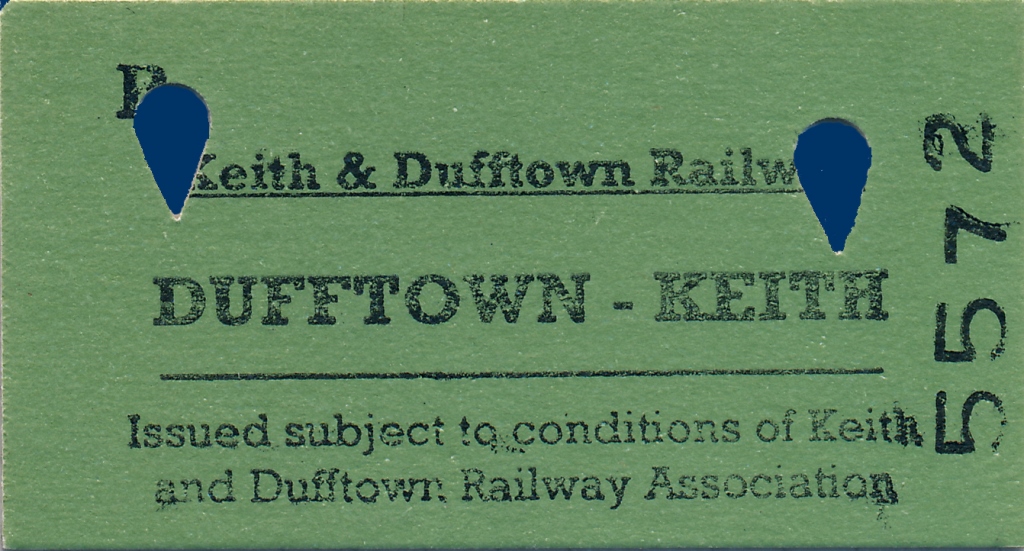 Keith & Dufftown Railw
DUFFTOWN - KEITH
Issued subject to conditions of Keith
and Dufftown Railway Association
5572